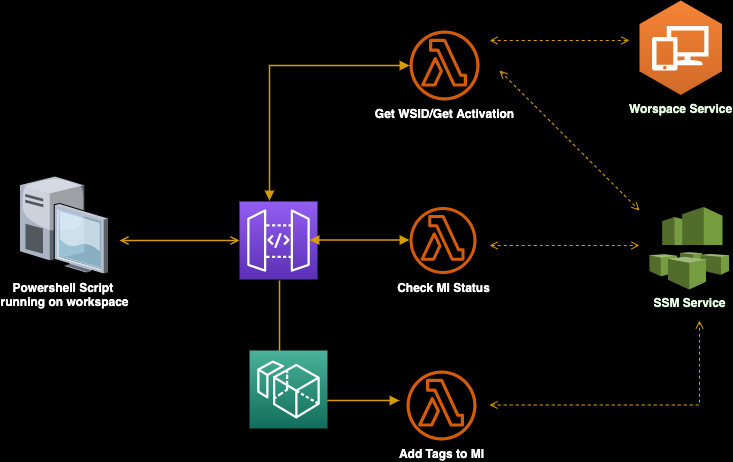 Get WSID/Get Activation
Worspace Service
</>
Powershell Script
running on workspace
Check MI Status
SSM Service
Add Tags to MI